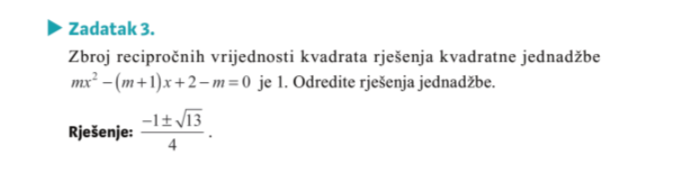 ▶ Zadatak 3.
Zbroj recipročnih vrijednosti kvadrata rješenja kvadratne jednadžbe
mx² – (m+1)x + 2 – m = 0 je 1. Odredite rješenja jednadžbe.
Rješenje: (−1 ± √13)/4 .